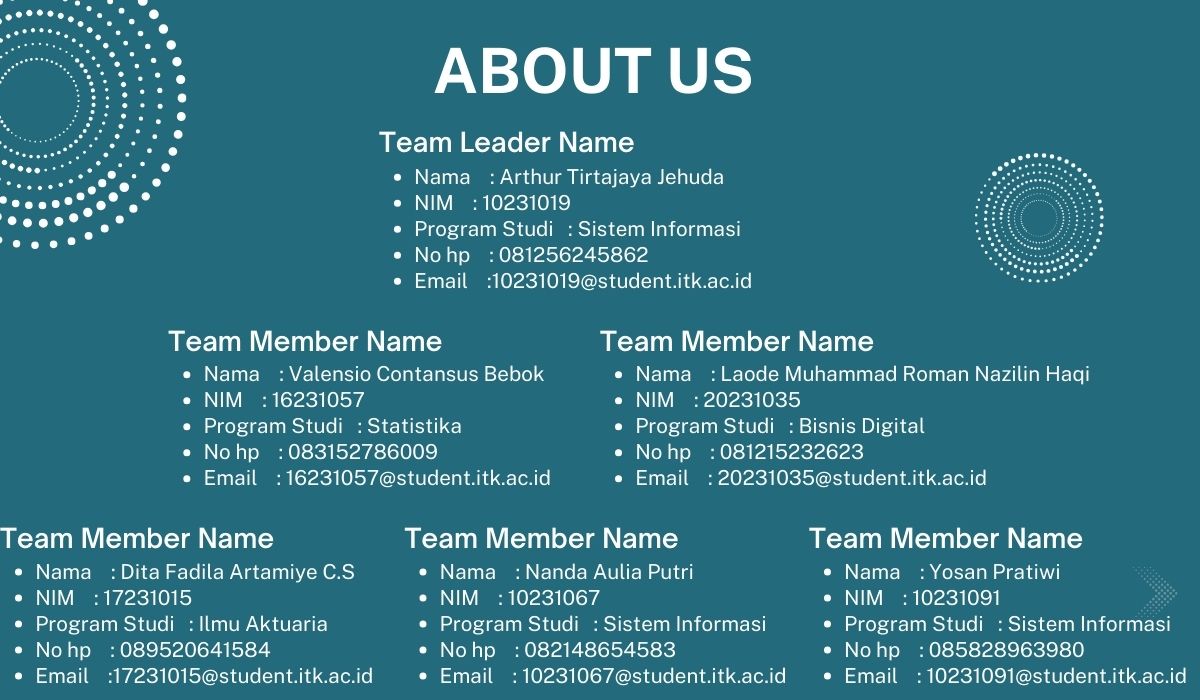 ABOUT US
Team Leader Name
• Nama : Arthur Tirtajaya Jehuda
• NIM : 10231019
• Program Studi : Sistem Informasi
• No hp : 081256245862
• Email :10231019@student.itk.ac.id
Team Member Name
• Nama : Valensio Contansus Bebok
• NIM : 16231057
• Program Studi : Statistika
• No hp : 083152786009
• Email : 16231057@student.itk.ac.id
Team Member Name
• Nama : Laode Muhammad Roman Nazilin Haqi
• NIM : 20231035
• Program Studi : Bisnis Digital
• No hp : 081215232623
• Email : 20231035@student.itk.ac.id
Team Member Name
• Nama : Dita Fadila Artamiye C.S
• NIM : 17231015
• Program Studi : Ilmu Aktuaria
• No hp : 089520641584
• Email :17231015@student.itk.ac.id
Team Member Name
• Nama : Nanda Aulia Putri
• NIM : 10231067
• Program Studi : Sistem Informasi
• No hp : 082148654583
• Email : 10231067@student.itk.ac.id
Team Member Name
• Nama : Yosan Pratiwi
• NIM : 10231091
• Program Studi : Sistem Informasi
• No hp : 085828963980
• Email : 10231091@student.itk.ac.id